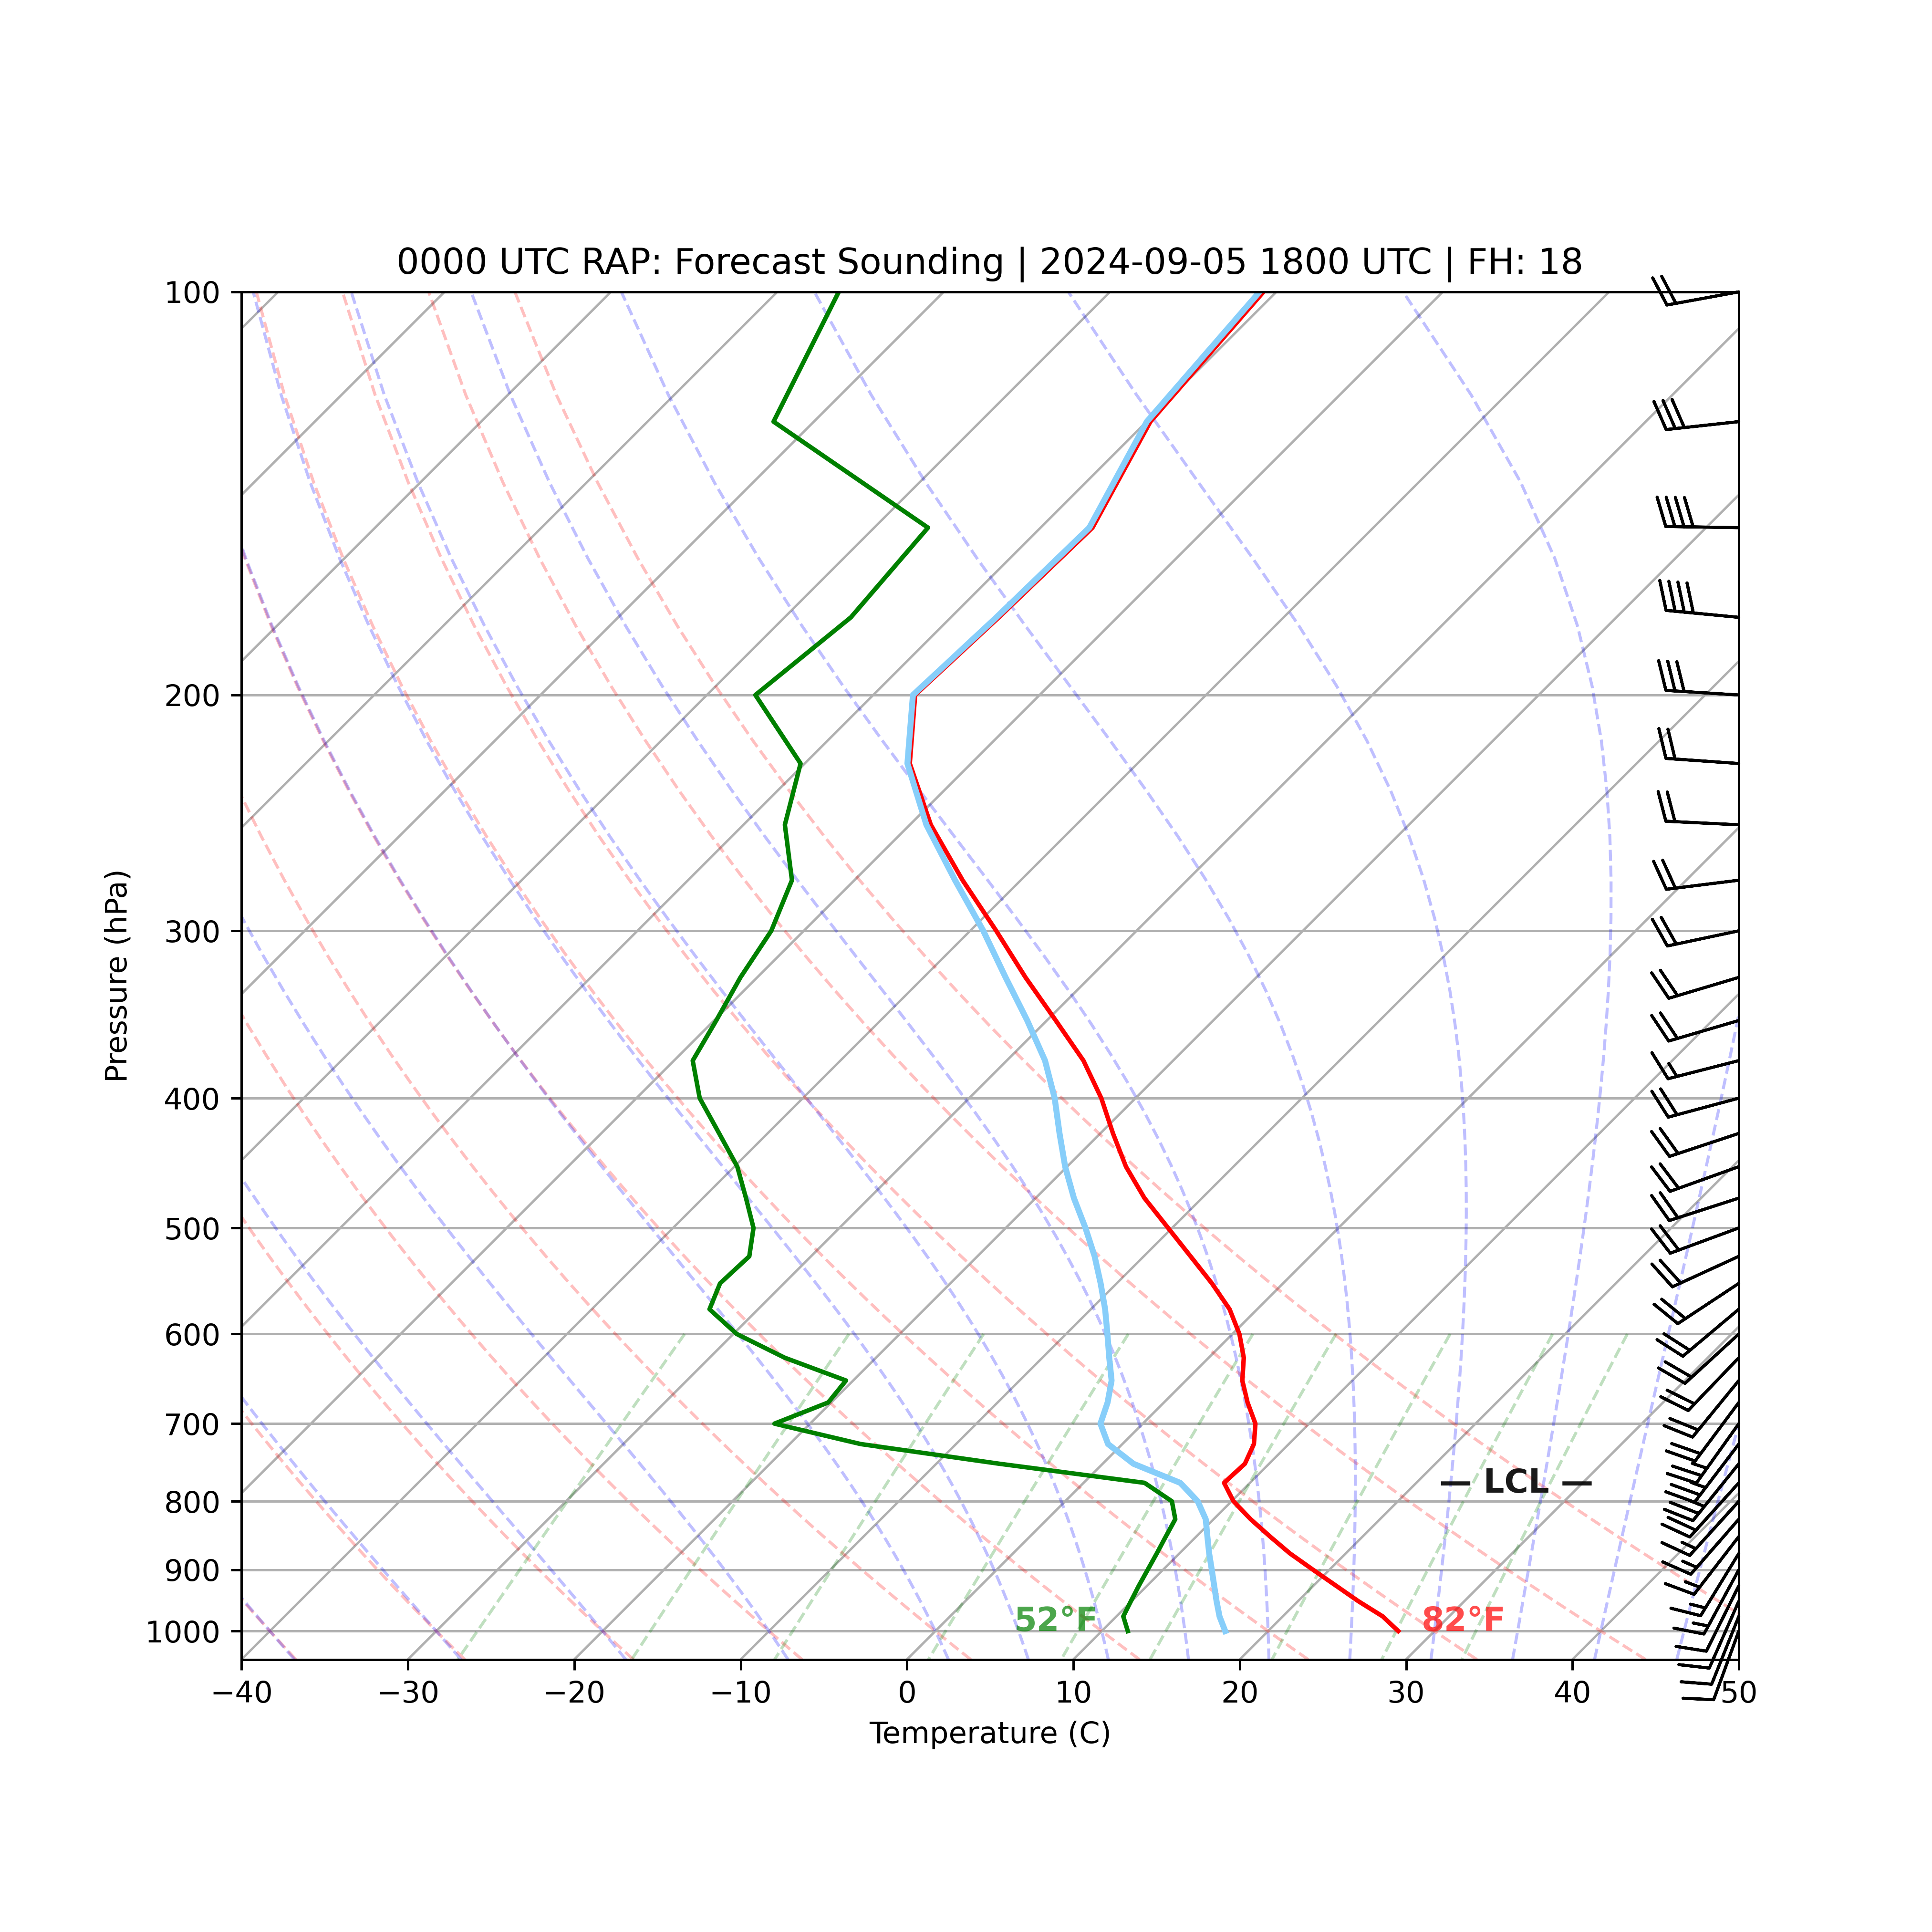 0000 UTC RAP: Forecast Sounding | 2024-09-05 1800 UTC | FH: 18
100
200
300
400
500
600
700
800
900
1000
Pressure (hPa)
— LCL —
52°F
82°F
−40 −30 −20 −10 0 10 20 30 40 50
Temperature (C)